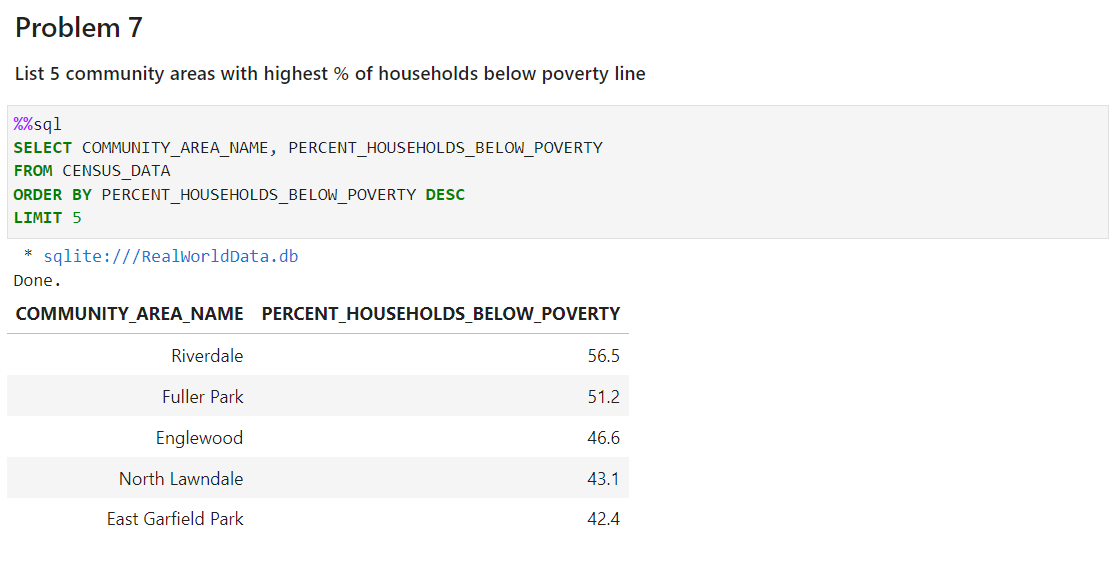 Problem 7
List 5 community areas with highest % of households below poverty line
%%sql
SELECT COMMUNITY_AREA_NAME, PERCENT_HOUSEHOLDS_BELOW_POVERTY
FROM CENSUS_DATA
ORDER BY PERCENT_HOUSEHOLDS_BELOW_POVERTY DESC
LIMIT 5
* sqlite:///RealWorldData.db
Done.
COMMUNITY_AREA_NAME PERCENT_HOUSEHOLDS_BELOW_POVERTY
Riverdale 56.5
Fuller Park 51.2
Englewood 46.6
North Lawndale 43.1
East Garfield Park 42.4